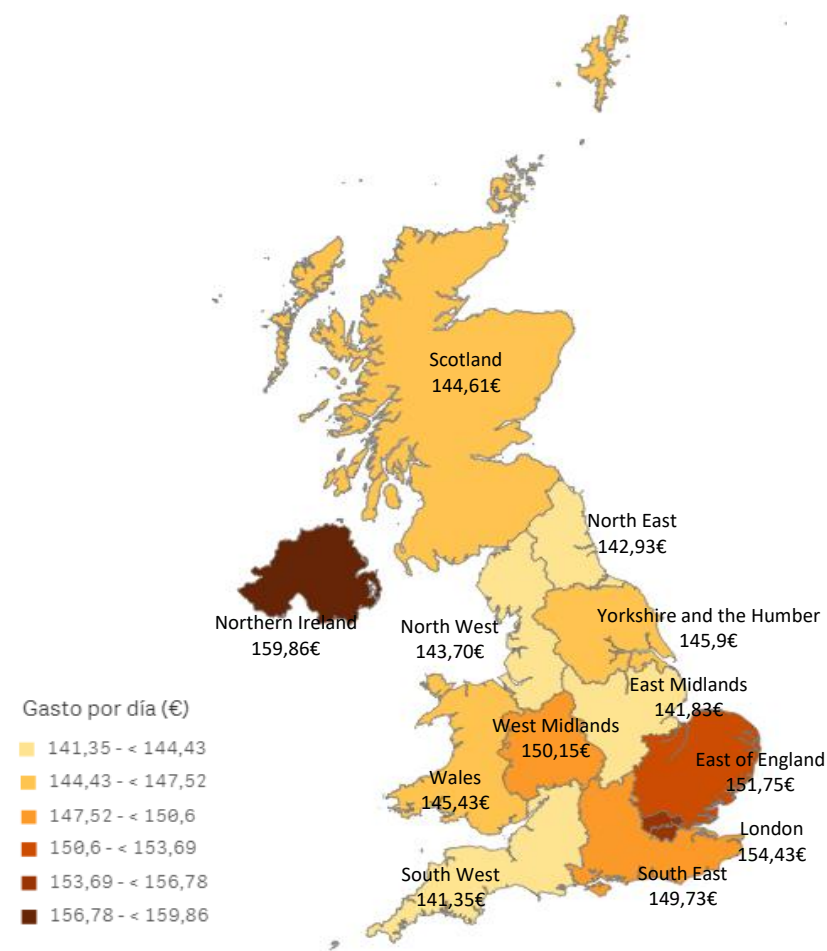 Scotland
144,61€
North East
142,93€
Northern Ireland
159,86€
North West
143,70€
Yorkshire and the Humber
145,9€
East Midlands
141,83€
West Midlands
150,15€
East of England
151,75€
Wales
145,43€
London
154,43€
South West
141,35€
South East
149,73€
Gasto por día (€)
141,35 - < 144,43
144,43 - < 147,52
147,52 - < 150,6
150,6 - < 153,69
153,69 - < 156,78
156,78 - < 159,86